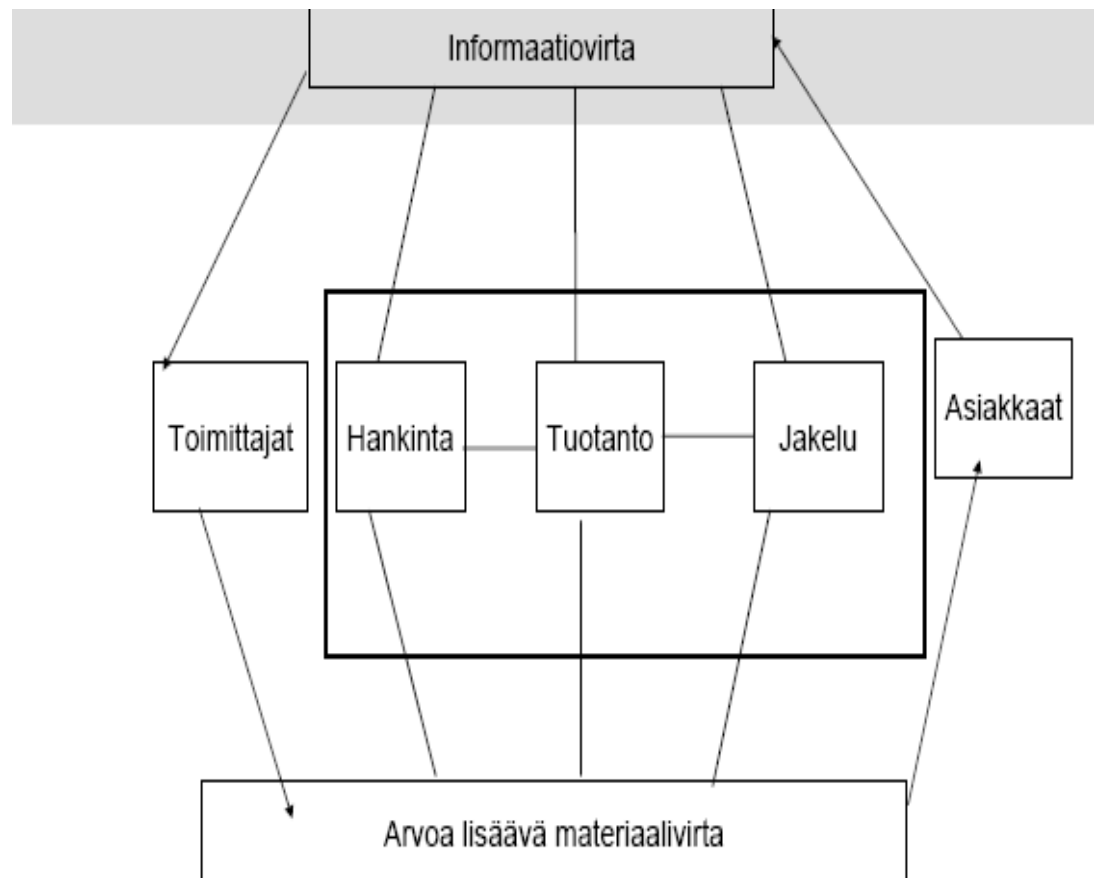 Informaatiovirta
Toimittajat
Hankinta
Tuotanto
Jakelu
Asiakkaat
Arvoa lisäävä materiaalivirta